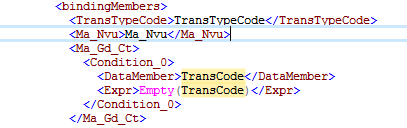 <bindingMembers>
<TransTypeCode>TransTypeCode</TransTypeCode>
<Ma_Nvu>Ma_Nvu</Ma_Nvu>
<Ma_Gd_Ct>
<Condition_0>
<DataMember>TransCode</DataMember>
<Expr>Empty(TransCode)</Expr>
</Condition_0>
</Ma_Gd_Ct>